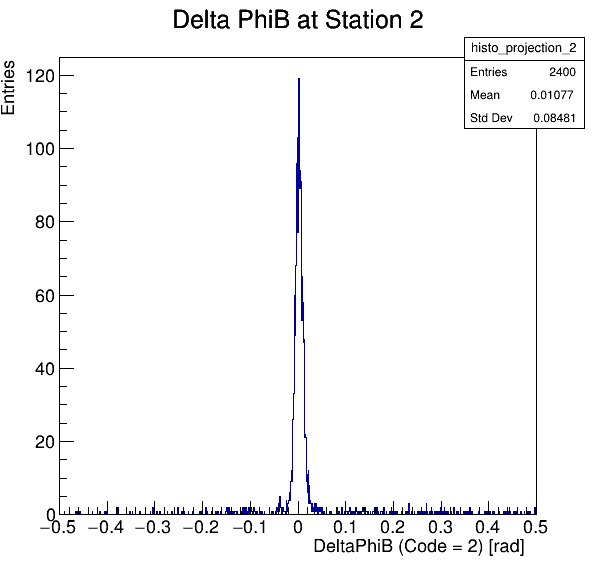 Delta PhiB at Station 2
histo_projection_2
Entries 2400
Mean 0.01077
Std Dev 0.08481
Entries
120
100
80
60
40
20
0
−0.5 −0.4 −0.3 −0.2 −0.1 0 0.1 0.2 0.3 0.4 0.5
DeltaPhiB (Code = 2) [rad]